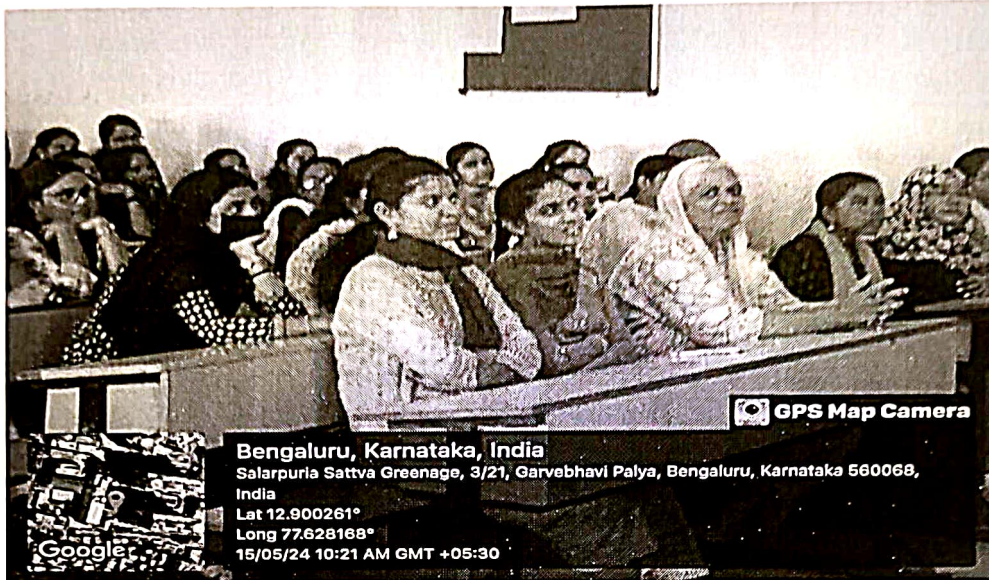 GPS Map Camera
Bengaluru, Karnataka, India
Salarpuria Sattva Greenage, 3/21, Garvebhavi Palya, Bengaluru, Karnataka 560068,
India
Lat 12.900261°
Long 77.628168°
15/05/24 10:21 AM GMT +05:30
Google